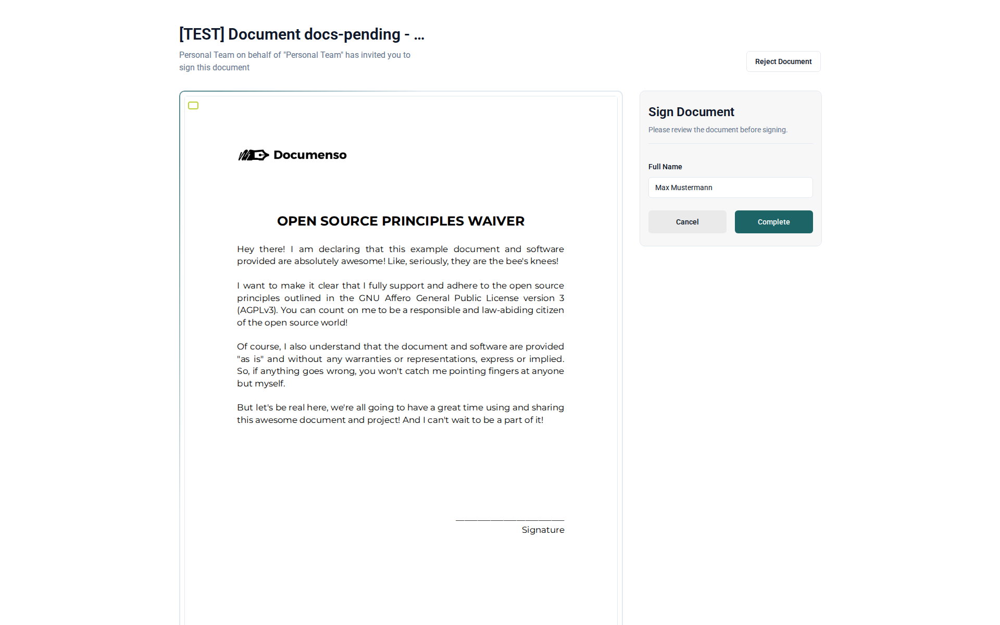 [TEST] Document docs-pending - ...
Personal Team on behalf of "Personal Team" has invited you to
sign this document
Reject Document
Documenso
OPEN SOURCE PRINCIPLES WAIVER
Hey there! I am declaring that this example document and software
provided are absolutely awesome! Like, seriously, they are the bee's knees!
I want to make it clear that I fully support and adhere to the open source
principles outlined in the GNU Affero General Public License version 3
(AGPLv3). You can count on me to be a responsible and law-abiding citizen
of the open source world!
Of course, I also understand that the document and software are provided
"as is" and without any warranties or representations, express or implied.
So, if anything goes wrong, you won't catch me pointing fingers at anyone
but myself.
But let's be real here, we're all going to have a great time using and sharing
this awesome document and project! And I can't wait to be a part of it!
Signature
Sign Document
Please review the document before signing.
Full Name
Max Mustermann
Cancel
Complete